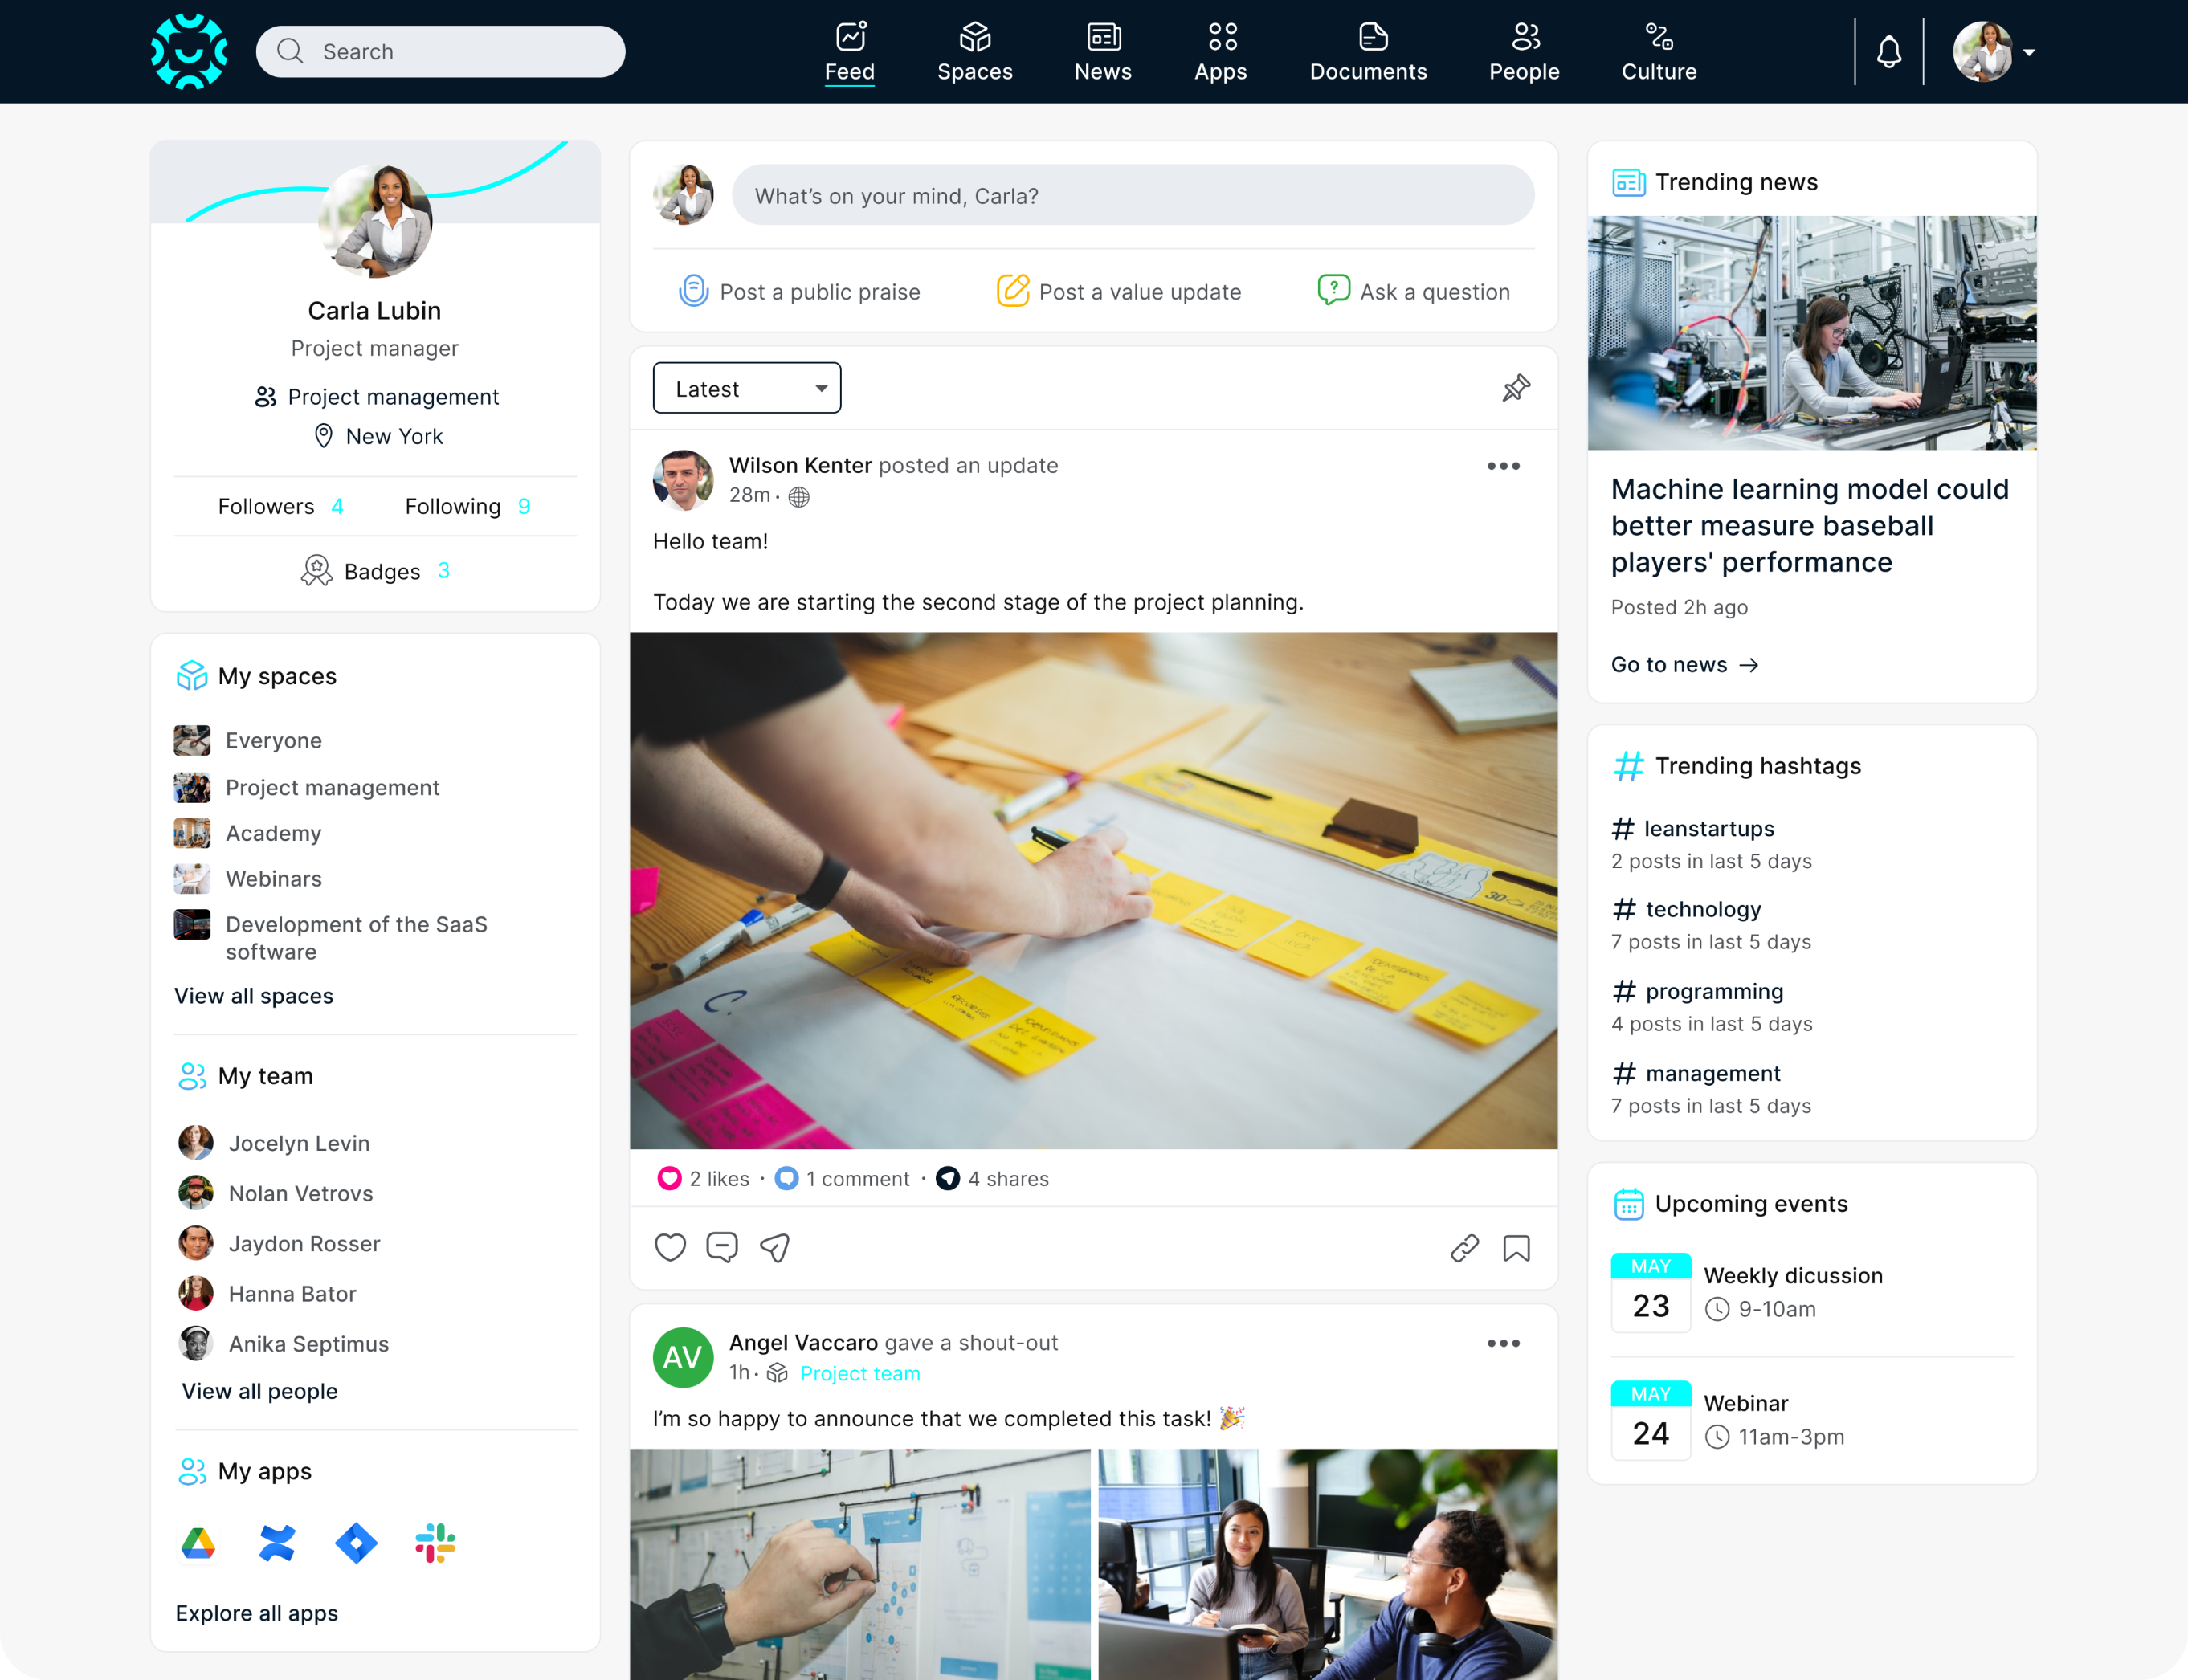 Search
Feed
Spaces
News
Apps
Documents
People
Culture
Carla Lubin
Project manager
Project management
New York
Followers 4
Following 9
Badges 3
My spaces
Everyone
Project management
Academy
Webinars
Development of the SaaS
software
View all spaces
My team
Jocelyn Levin
Nolan Vetrovs
Jaydon Rosser
Hanna Bator
Anika Septimus
View all people
My apps
Explore all apps
What’s on your mind, Carla?
Post a public praise
Post a value update
Ask a question
Latest
Wilson Kenter posted an update
28m ·
Hello team!
Today we are starting the second stage of the project planning.
2 likes · 1 comment · 4 shares
AV
Angel Vaccaro gave a shout-out
1h · Project team
I’m so happy to announce that we completed this task! 🎉
Trending news
Machine learning model could
better measure baseball
players' performance
Posted 2h ago
Go to news →
Trending hashtags
# leanstartups
2 posts in last 5 days
# technology
7 posts in last 5 days
# programming
4 posts in last 5 days
# management
7 posts in last 5 days
Upcoming events
MAY
23
Weekly dicussion
9-10am
MAY
24
Webinar
11am-3pm